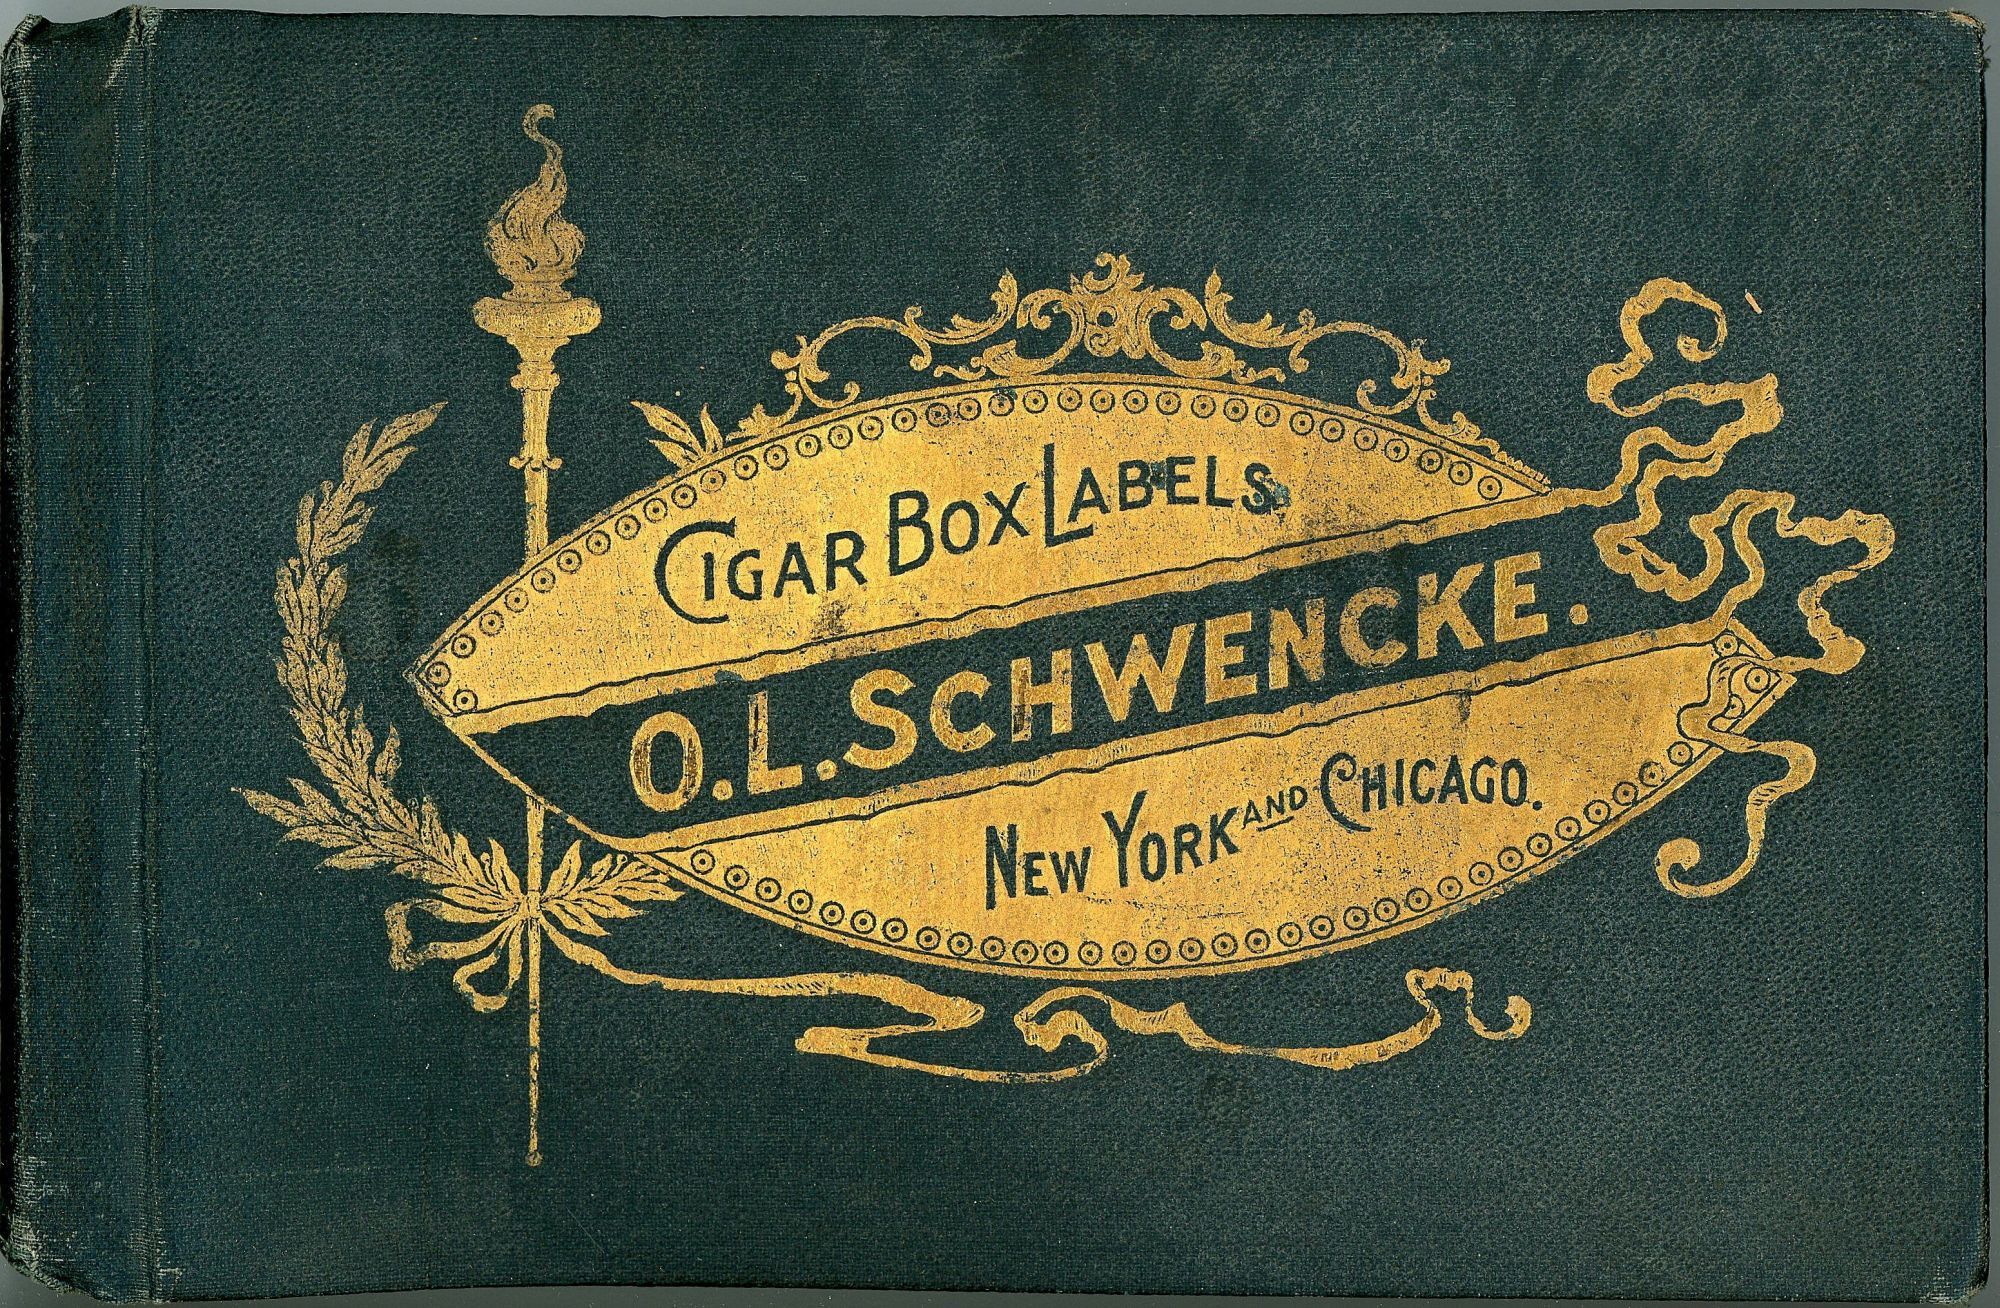 CIGAR BOX LABELS.
O.L.SCHWENCKE.
NEW YORK AND CHICAGO.